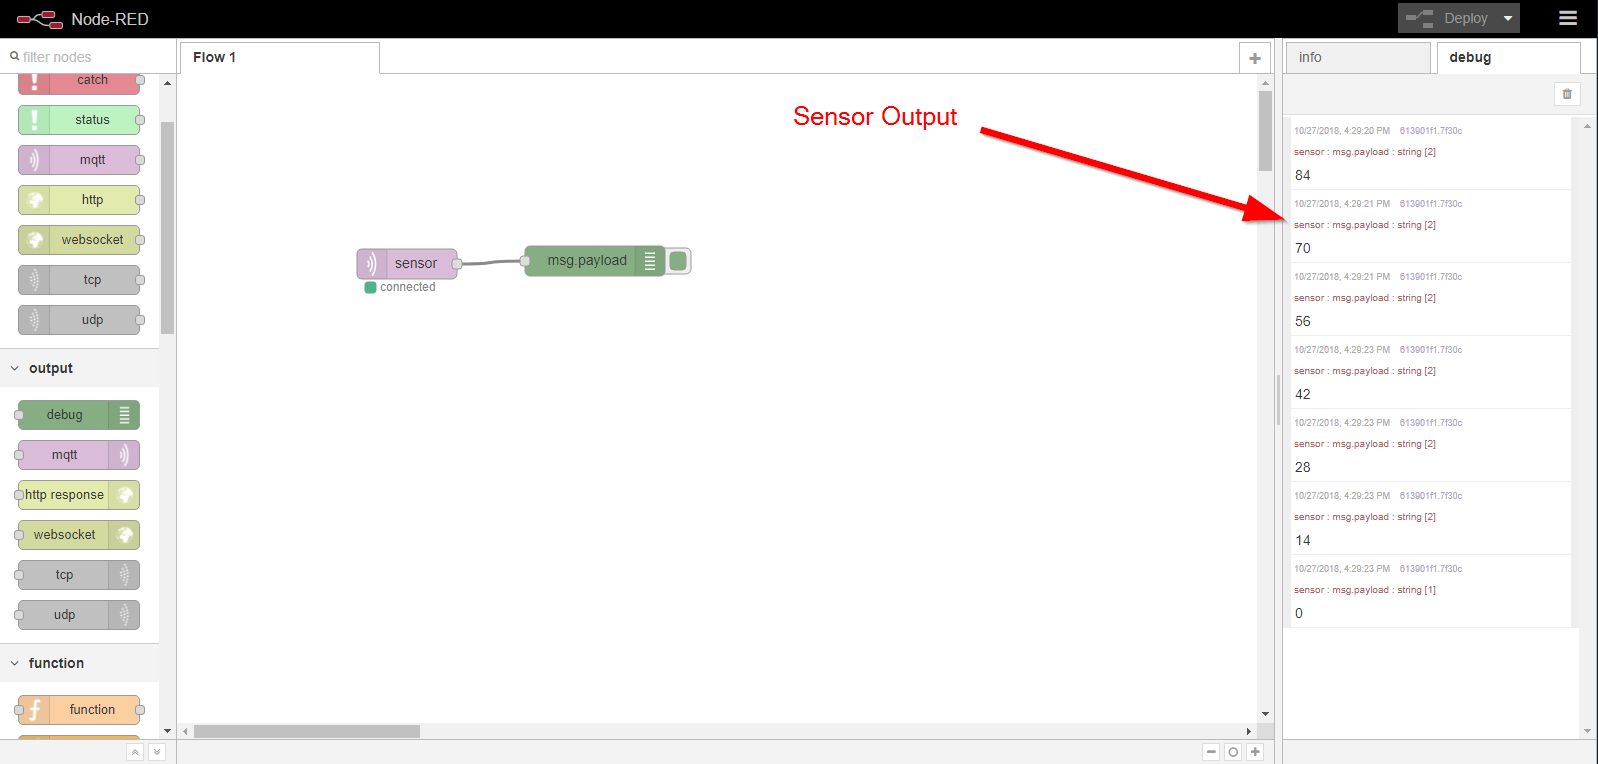 Node-RED
Deploy
filter nodes
catch
status
mqtt
http
websocket
tcp
udp
output
debug
mqtt
http response
websocket
tcp
udp
function
function
Flow 1
Sensor Output
sensor
connected
msg.payload
info
debug
10/27/2018, 4:29:20 PM 613901f1.7f30c
sensor : msg.payload : string [2]
84
10/27/2018, 4:29:21 PM 613901f1.7f30c
sensor : msg.payload : string [2]
70
10/27/2018, 4:29:21 PM 613901f1.7f30c
sensor : msg.payload : string [2]
56
10/27/2018, 4:29:23 PM 613901f1.7f30c
sensor : msg.payload : string [2]
42
10/27/2018, 4:29:23 PM 613901f1.7f30c
sensor : msg.payload : string [2]
28
10/27/2018, 4:29:23 PM 613901f1.7f30c
sensor : msg.payload : string [2]
14
10/27/2018, 4:29:23 PM 613901f1.7f30c
sensor : msg.payload : string [1]
0